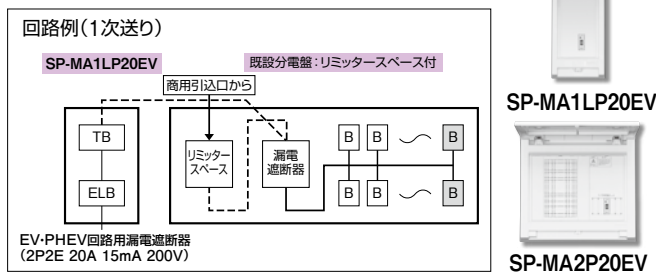 回路例(1次送り)
SP-MA1LP20EV
既設分電盤：リミッタースペース付
商用引込口から
TB
ELB
リミッター
スペース
漏電
遮断器
B B B
B B B
EV・PHEV回路用漏電遮断器
(2P2E 20A 15mA 200V)
SP-MA1LP20EV
SP-MA2P20EV